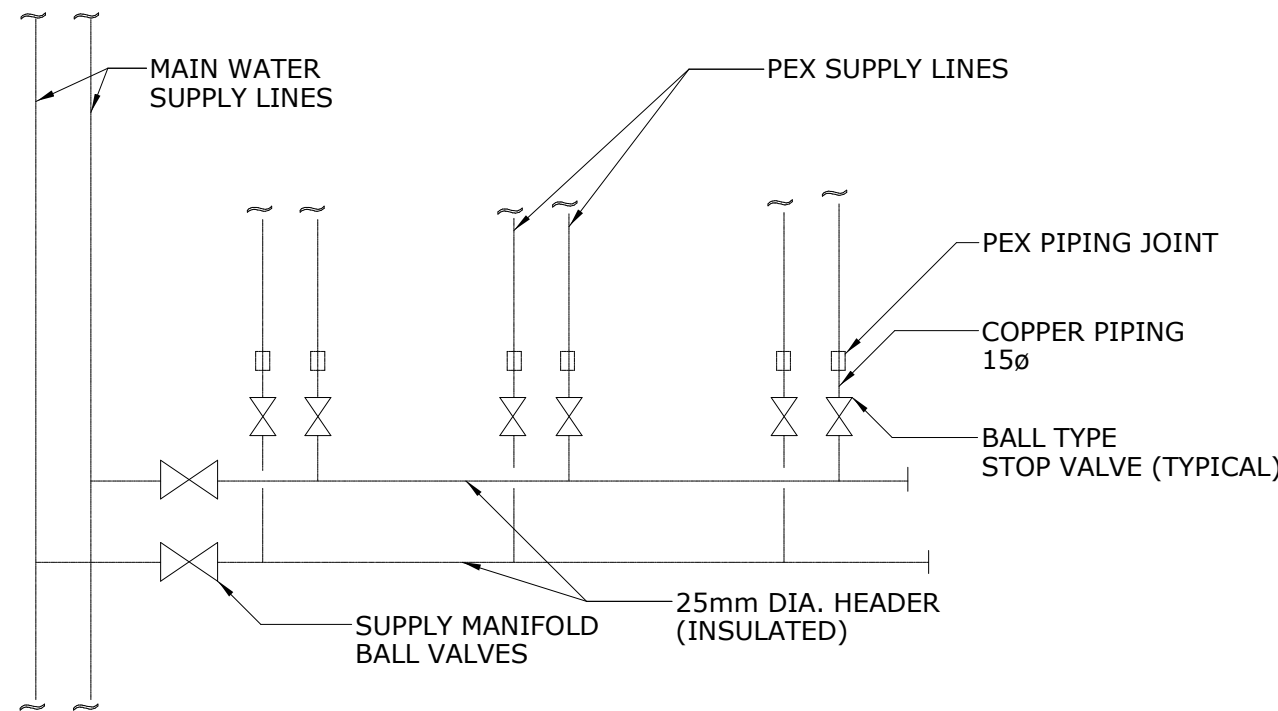 MAIN WATER
SUPPLY LINES
PEX SUPPLY LINES
PEX PIPING JOINT
COPPER PIPING
15ø
BALL TYPE
STOP VALVE (TYPICAL)
25mm DIA. HEADER
(INSULATED)
SUPPLY MANIFOLD
BALL VALVES